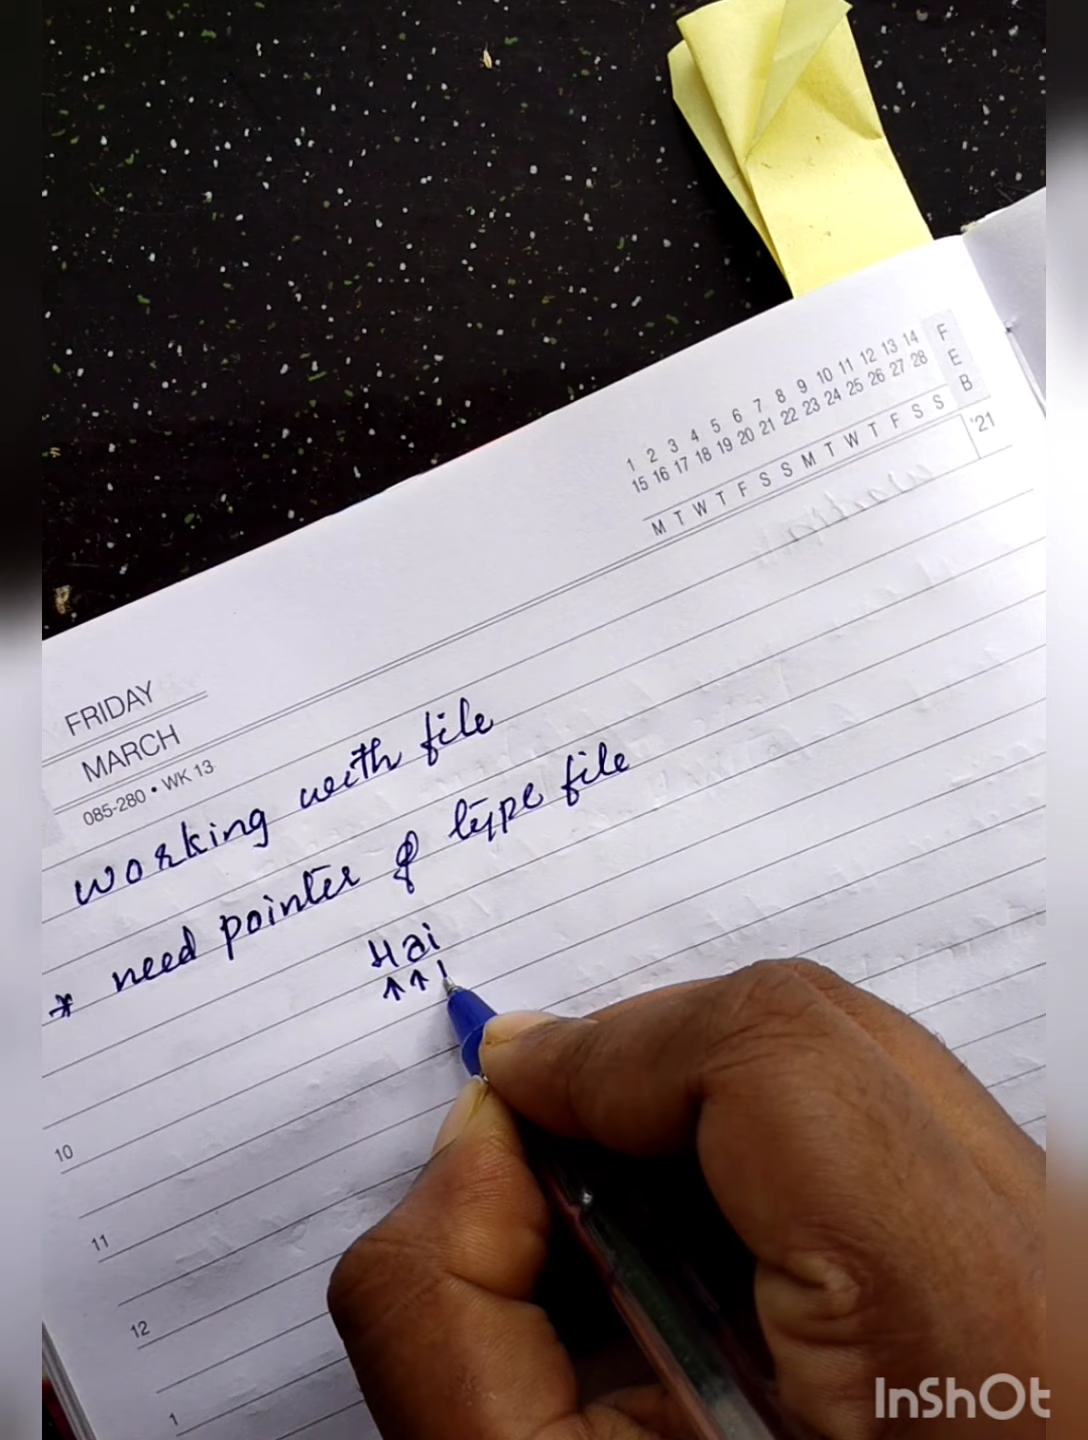 1 2 3 4 5 6 7 8 9 10 11 12 13 14
15 16 17 18 19 20 21 22 23 24 25 26 27 28
FEB
M T W T F S S M T W T F S S
'21
FRIDAY
MARCH
085-280 • WK 13
working with file
* need pointer of type file
Hai
↑ ↑
10
11
12
1
InShOt